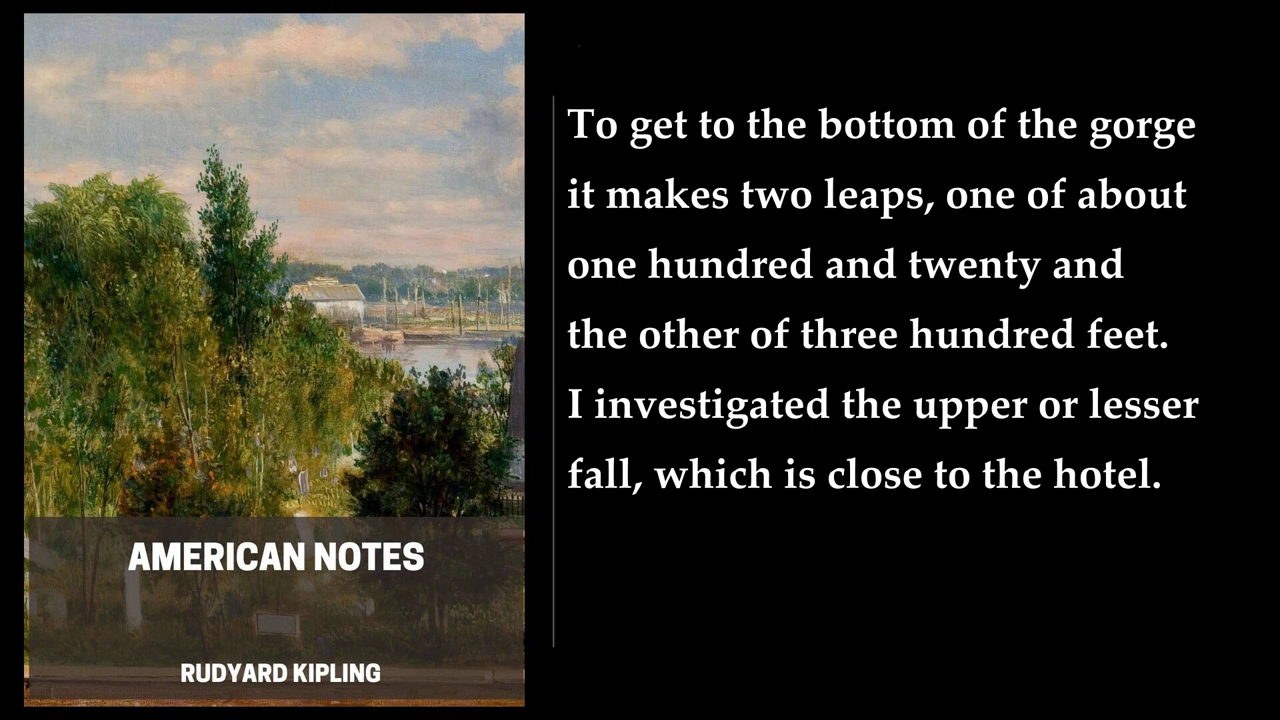 To get to the bottom of the gorge
it makes two leaps, one of about
one hundred and twenty and
the other of three hundred feet.
I investigated the upper or lesser
fall, which is close to the hotel.
AMERICAN NOTES
RUDYARD KIPLING